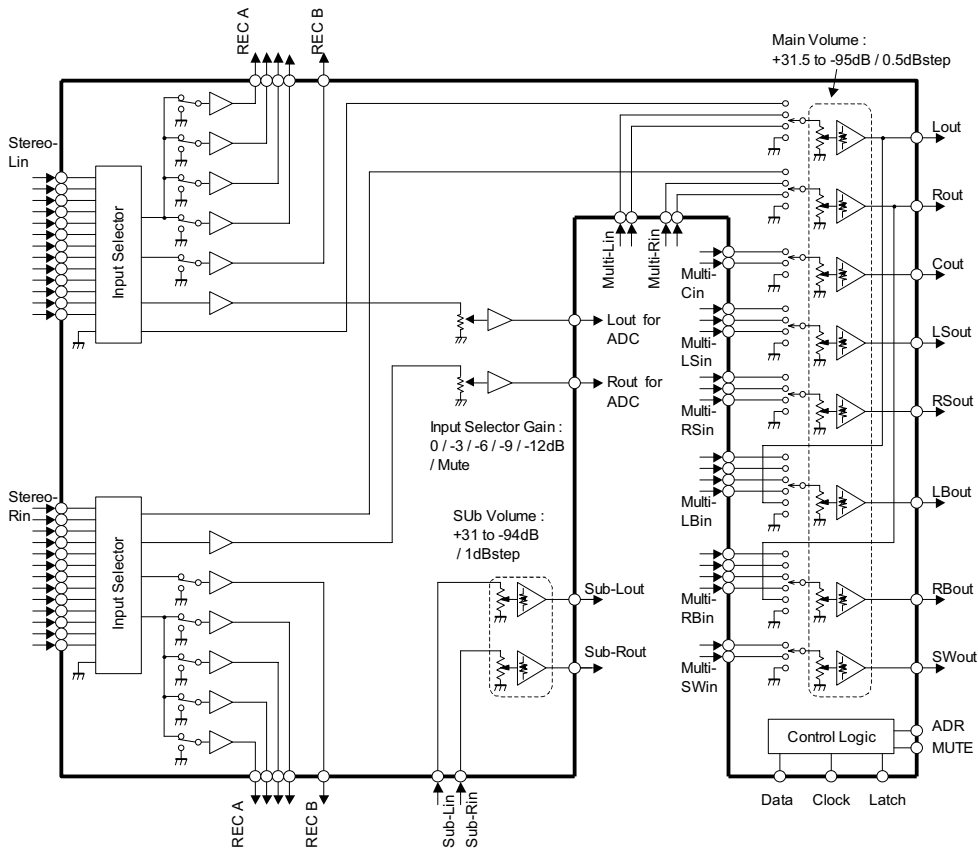 REC A
REC B
Main Volume :
+31.5 to -95dB / 0.5dBstep
Stereo-
Lin
Input Selector
Lout
Rout
Multi-Lin
Multi-Rin
Multi-
Cin
Cout
Lout for
ADC
Multi-
LSin
LSout
Rout for
ADC
Multi-
RSin
RSout
Input Selector Gain :
0 / -3 / -6 / -9 / -12dB
/ Mute
Stereo-
Rin
Input Selector
SUb Volume :
+31 to -94dB
/ 1dBstep
Multi-
LBin
LBout
Sub-Lout
Multi-
RBin
RBout
Sub-Rout
Multi-
SWin
SWout
Control Logic
ADR
MUTE
Data
Clock
Latch
REC A
REC B
Sub-Lin
Sub-Rin